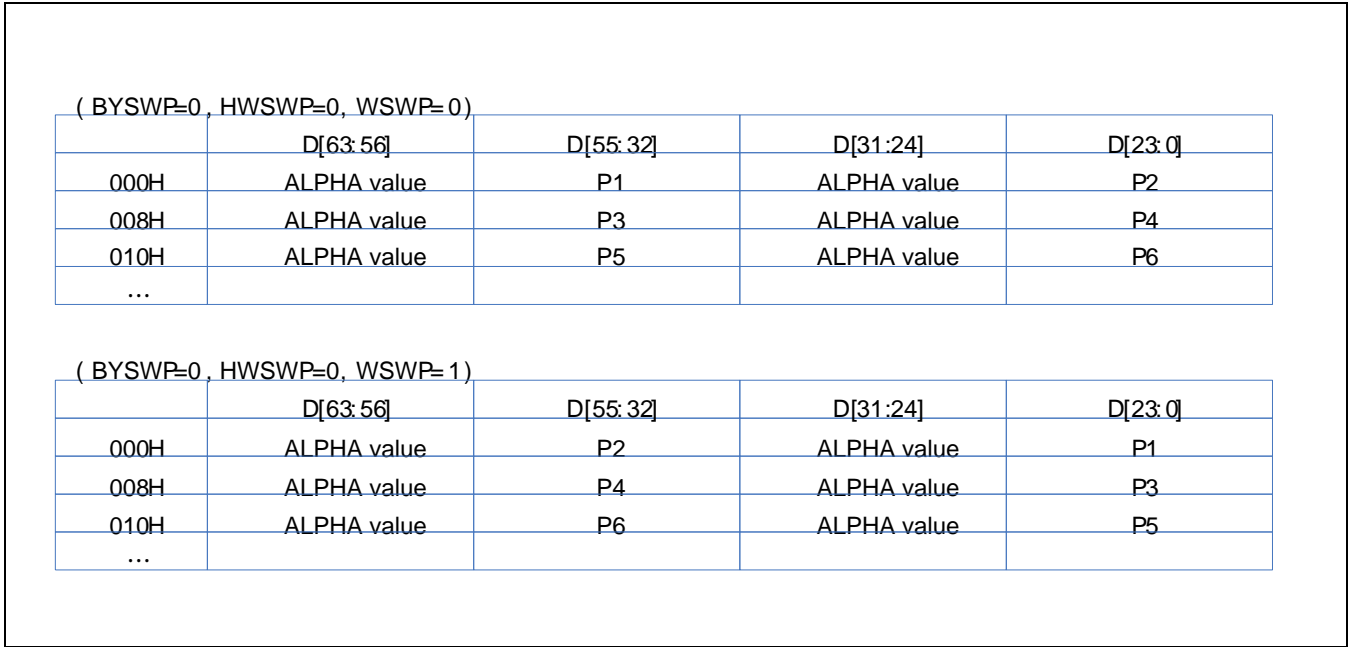 ( BYSWP=0 , HWSWP=0, WSWP= 0)
D[63:56] D[55:32] D[31:24] D[23:0]
000H ALPHA value P1 ALPHA value P2
008H ALPHA value P3 ALPHA value P4
010H ALPHA value P5 ALPHA value P6
...
( BYSWP=0 , HWSWP=0, WSWP= 1)
D[63:56] D[55:32] D[31:24] D[23:0]
000H ALPHA value P2 ALPHA value P1
008H ALPHA value P4 ALPHA value P3
010H ALPHA value P6 ALPHA value P5
...